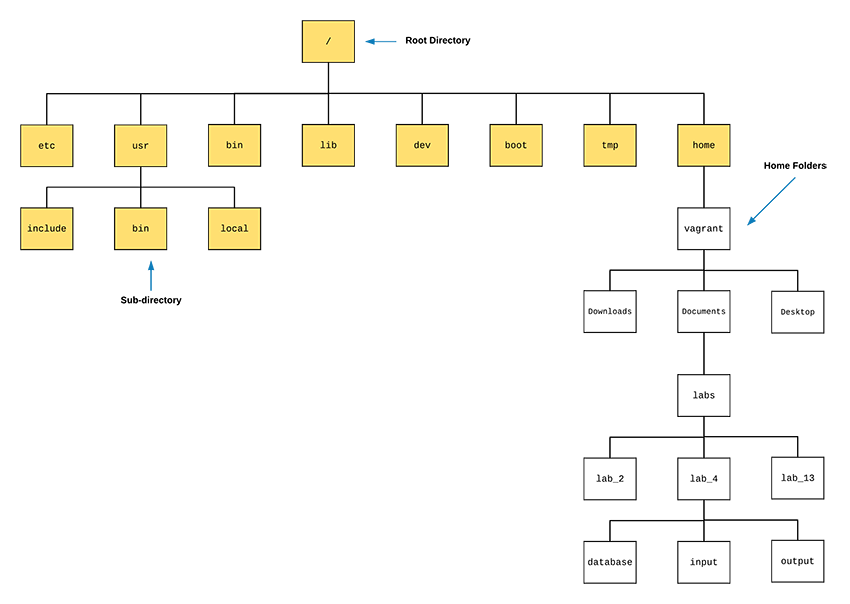 /
Root Directory
etc
usr
bin
lib
dev
boot
tmp
home
Home Folders
include
bin
local
vagrant
Sub-directory
Downloads
Documents
Desktop
labs
lab_2
lab_4
lab_13
database
input
output